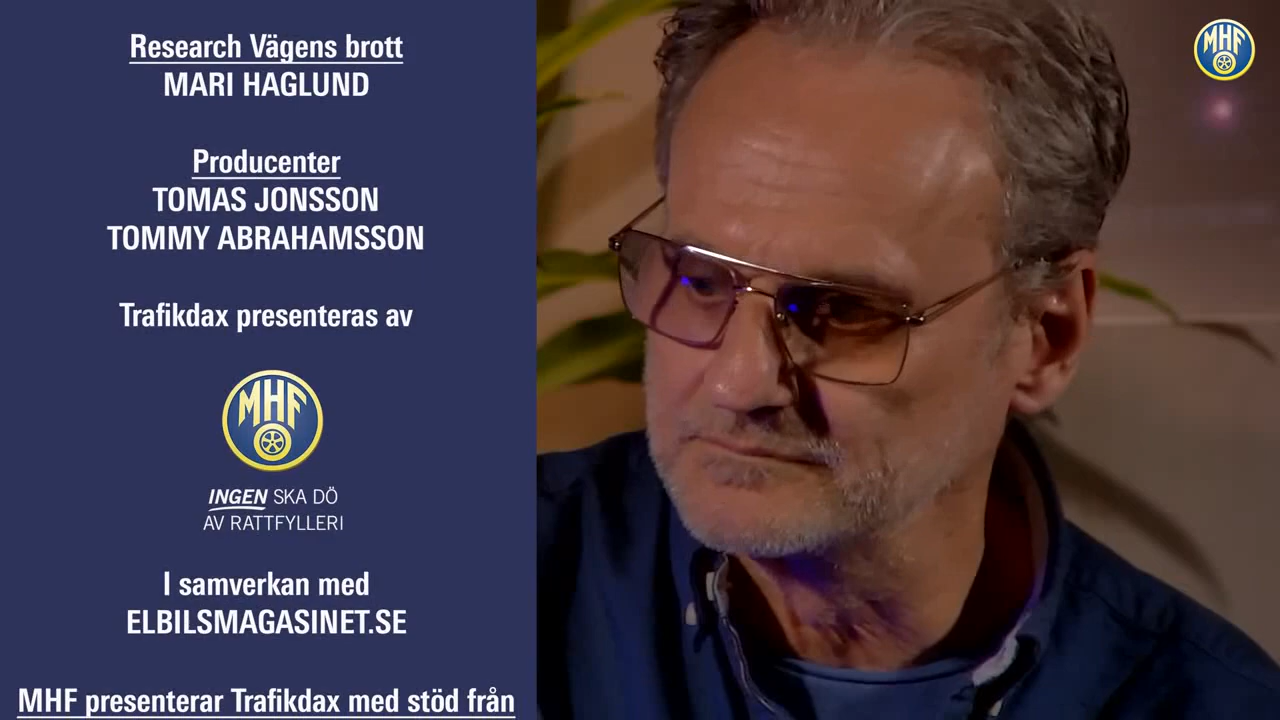 Research Vägens brott
MARI HAGLUND
Producenter
TOMAS JONSSON
TOMMY ABRAHAMSSON
Trafikdax presenteras av
MHF
INGEN SKA DÖ
AV RATTFYLLERI
I samverkan med
ELBILSMAGASINET.SE
MHF presenterar Trafikdax med stöd från
MHF